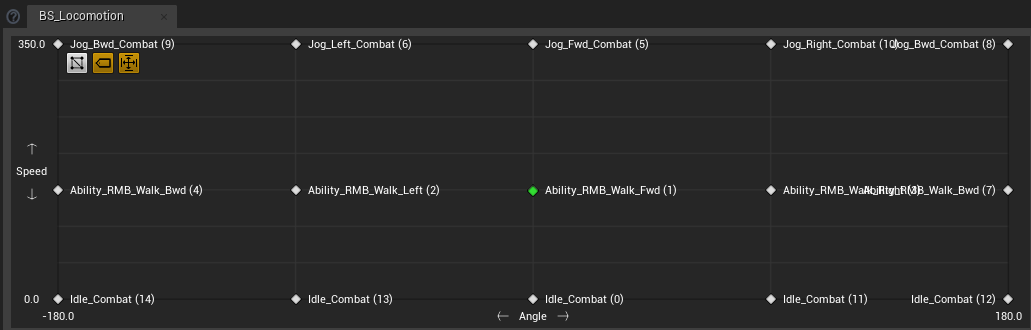 BS_Locomotion
350.0
Jog_Bwd_Combat (9)
Jog_Left_Combat (6)
Jog_Fwd_Combat (5)
Jog_Right_Combat (10)
Jog_Bwd_Combat (8)
Speed
Ability_RMB_Walk_Bwd (4)
Ability_RMB_Walk_Left (2)
Ability_RMB_Walk_Fwd (1)
Ability_RMB_Walk_Right (3)
Ability_RMB_Walk_Bwd (7)
0.0
Idle_Combat (14)
Idle_Combat (13)
Idle_Combat (0)
Idle_Combat (11)
Idle_Combat (12)
-180.0
Angle
180.0